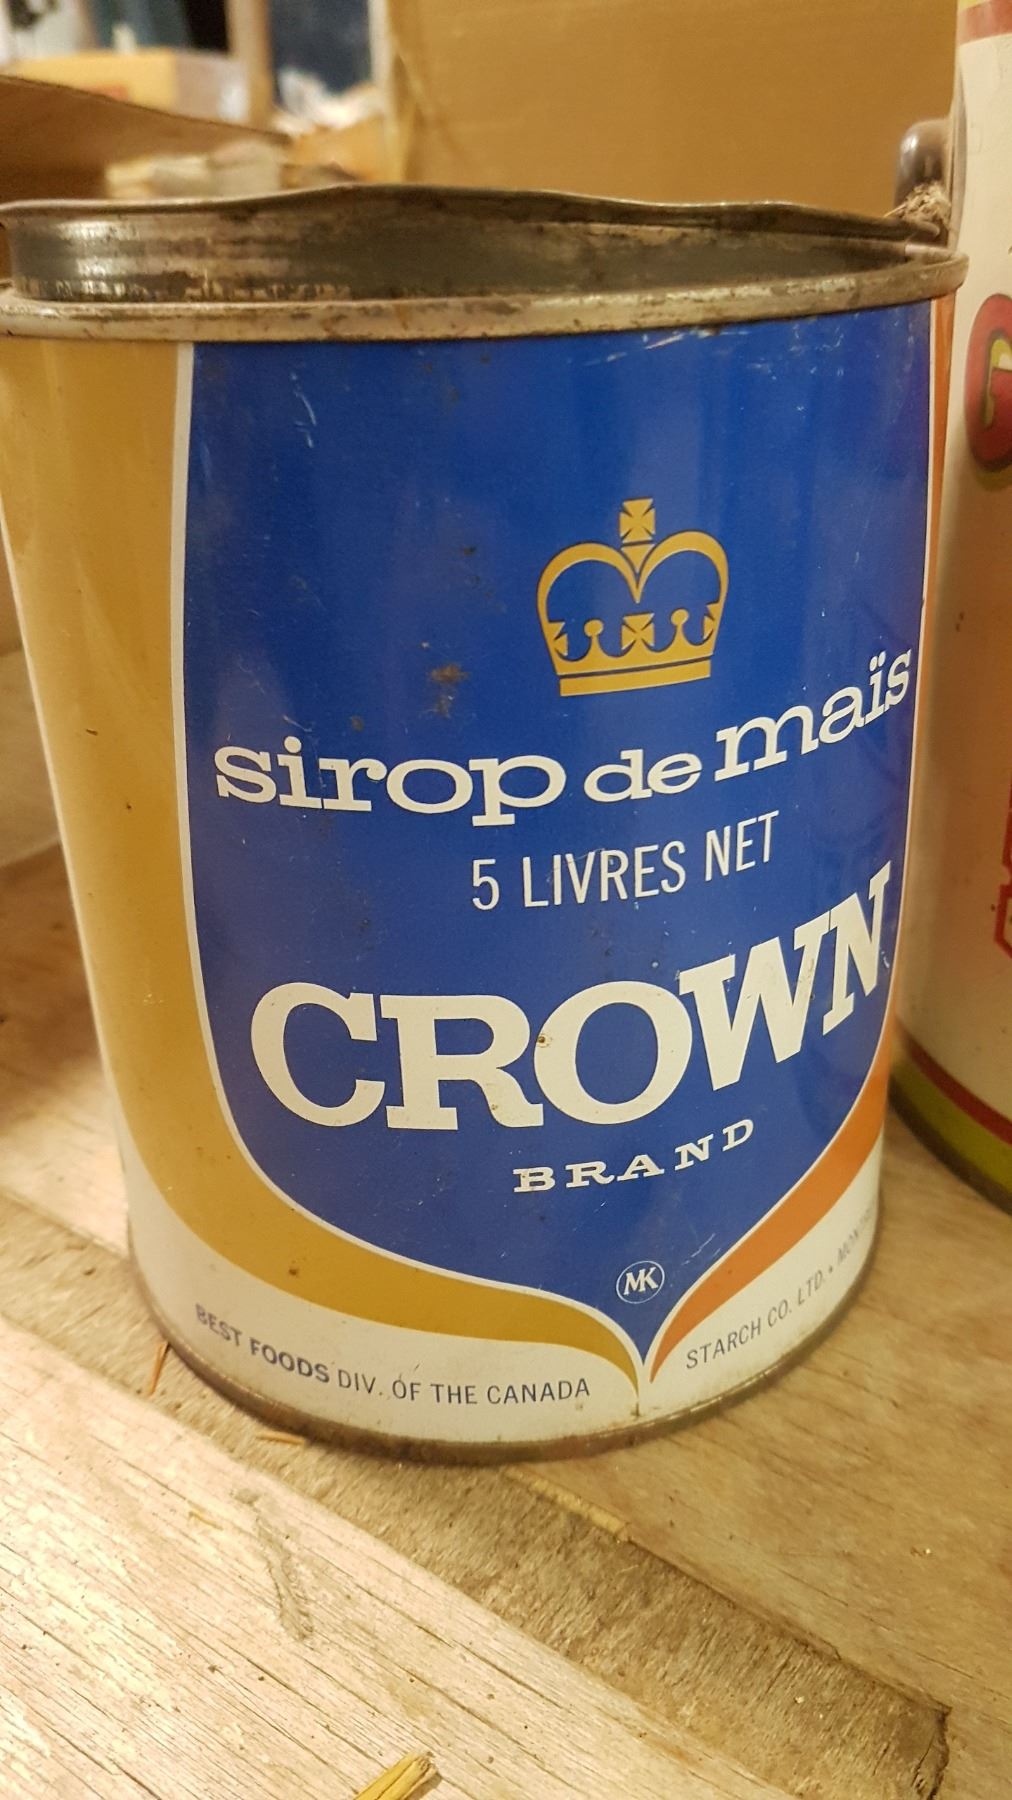 sirop de maïs
5 LIVRES NET
CROWN
BRAND
MK
BEST FOODS DIV. OF THE CANADA STARCH CO. LTD. •